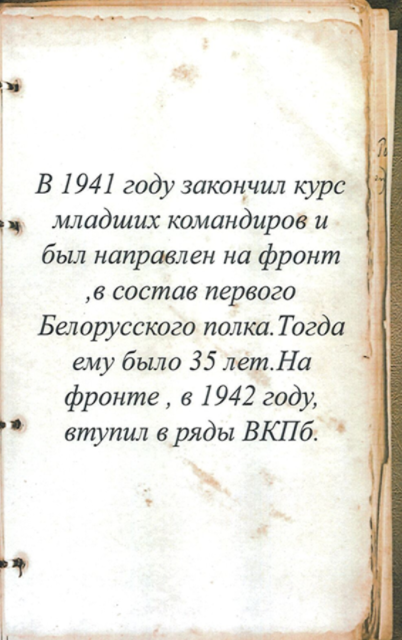 В 1941 году закончил курс
младших командиров и
был направлен на фронт
,в состав первого
Белорусского полка.Тогда
ему было 35 лет.На
фронте , в 1942 году,
втупил в ряды ВКПб.